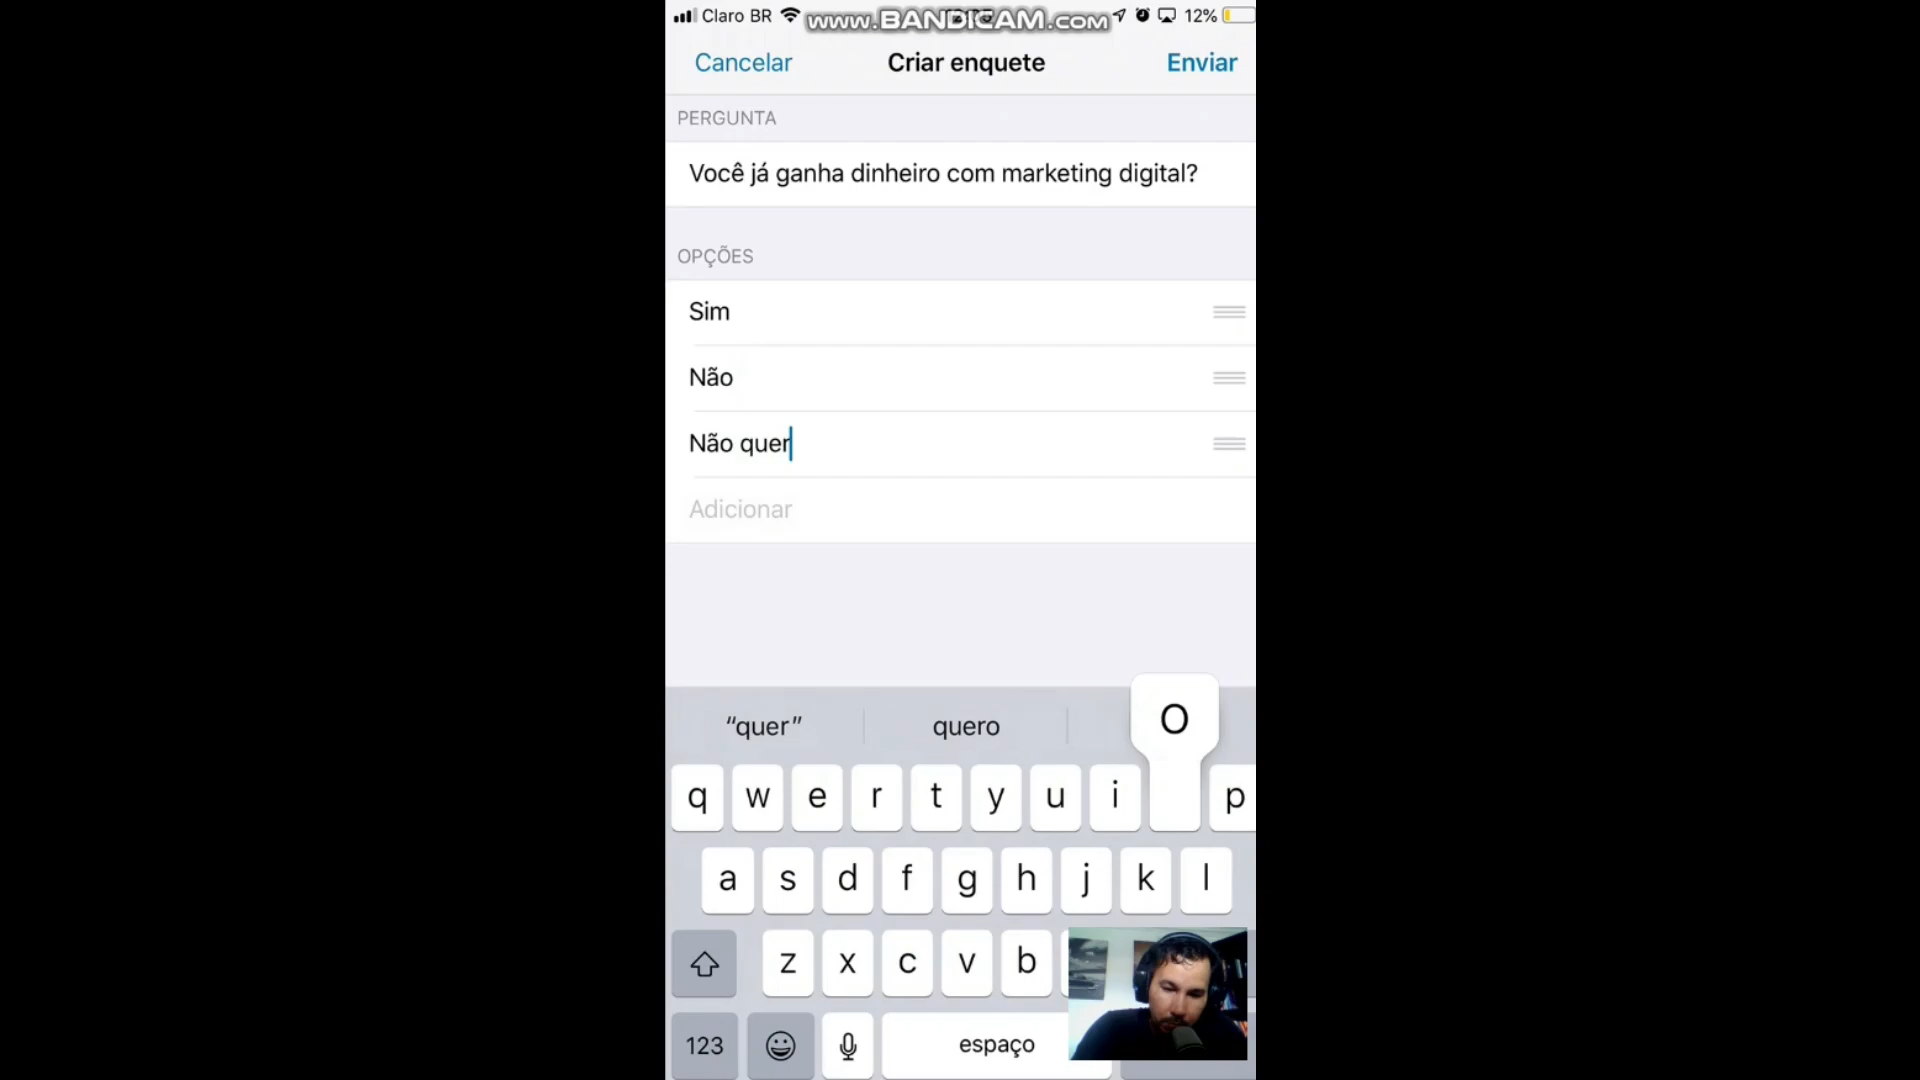 Claro BR
www.BANDICAM.com
12%
Cancelar
Criar enquete
Enviar
PERGUNTA
Você já ganha dinheiro com marketing digital?
OPÇÕES
Sim
Não
Não quer
Adicionar
“quer”
quero
O
q w e r t y u i p
a s d f g h j k l
z x c v b
123
espaço